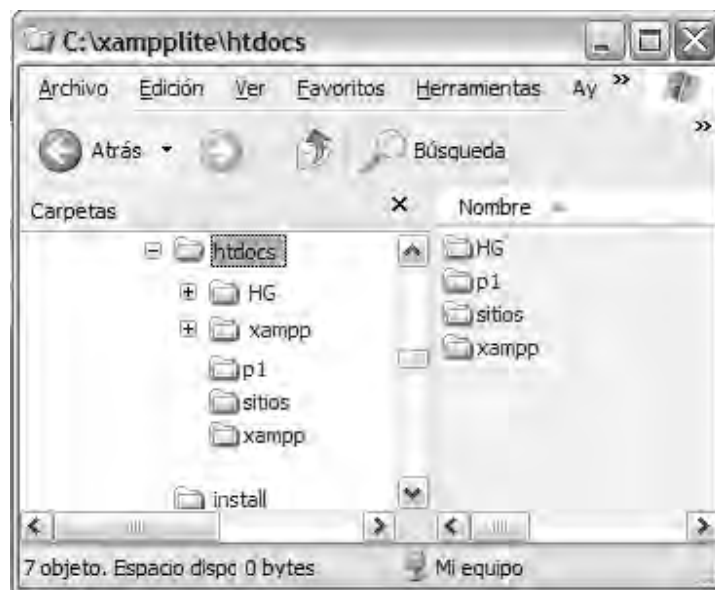 C:\xampplite\htdocs
Archivo Edición Ver Favoritos Herramientas Ay »
Atrás Búsqueda »
Carpetas × Nombre
htdocs
HG
xampp
p1
sitios
xampp
install
HG
p1
sitios
xampp
7 objeto. Espacio dispo 0 bytes Mi equipo